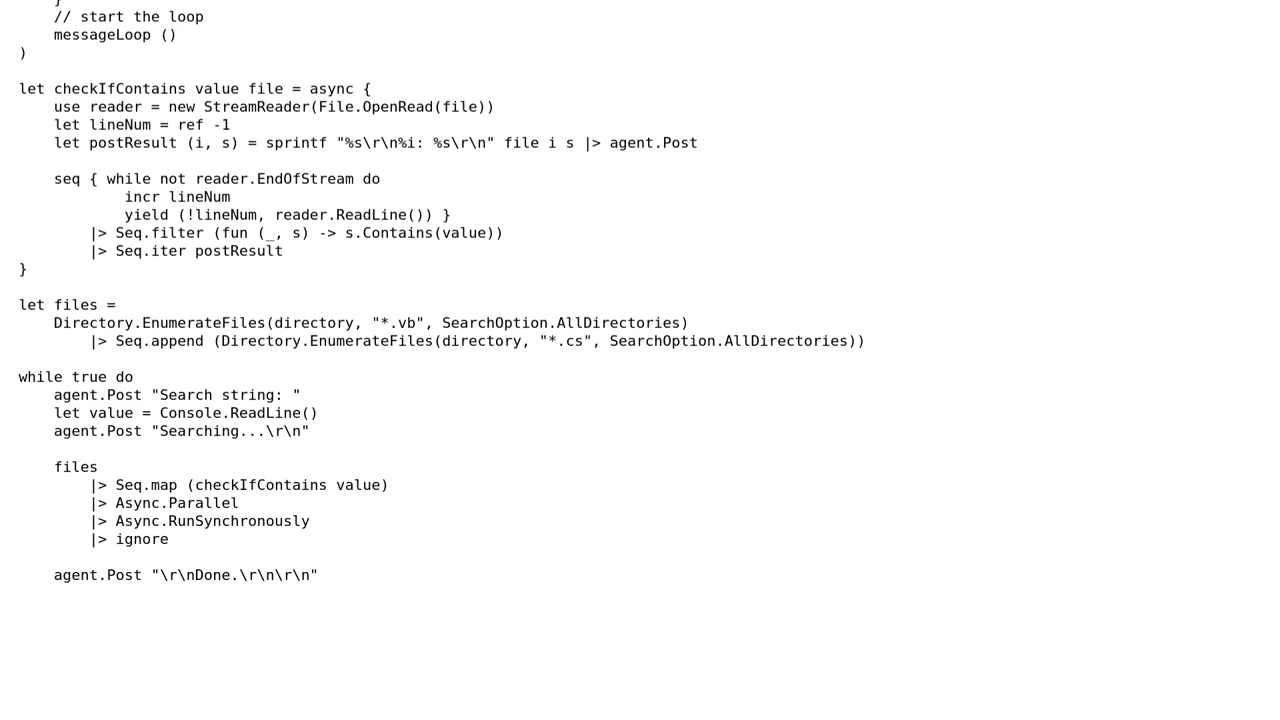 }
    // start the loop
    messageLoop ()
)

let checkIfContains value file = async {
    use reader = new StreamReader(File.OpenRead(file))
    let lineNum = ref -1
    let postResult (i, s) = sprintf "%s\r\n%i: %s\r\n" file i s |> agent.Post

    seq { while not reader.EndOfStream do
            incr lineNum
            yield (!lineNum, reader.ReadLine()) }
        |> Seq.filter (fun (_, s) -> s.Contains(value))
        |> Seq.iter postResult
}

let files =
    Directory.EnumerateFiles(directory, "*.vb", SearchOption.AllDirectories)
        |> Seq.append (Directory.EnumerateFiles(directory, "*.cs", SearchOption.AllDirectories))

while true do
    agent.Post "Search string: "
    let value = Console.ReadLine()
    agent.Post "Searching...\r\n"

    files
        |> Seq.map (checkIfContains value)
        |> Async.Parallel
        |> Async.RunSynchronously
        |> ignore

    agent.Post "\r\nDone.\r\n\r\n"